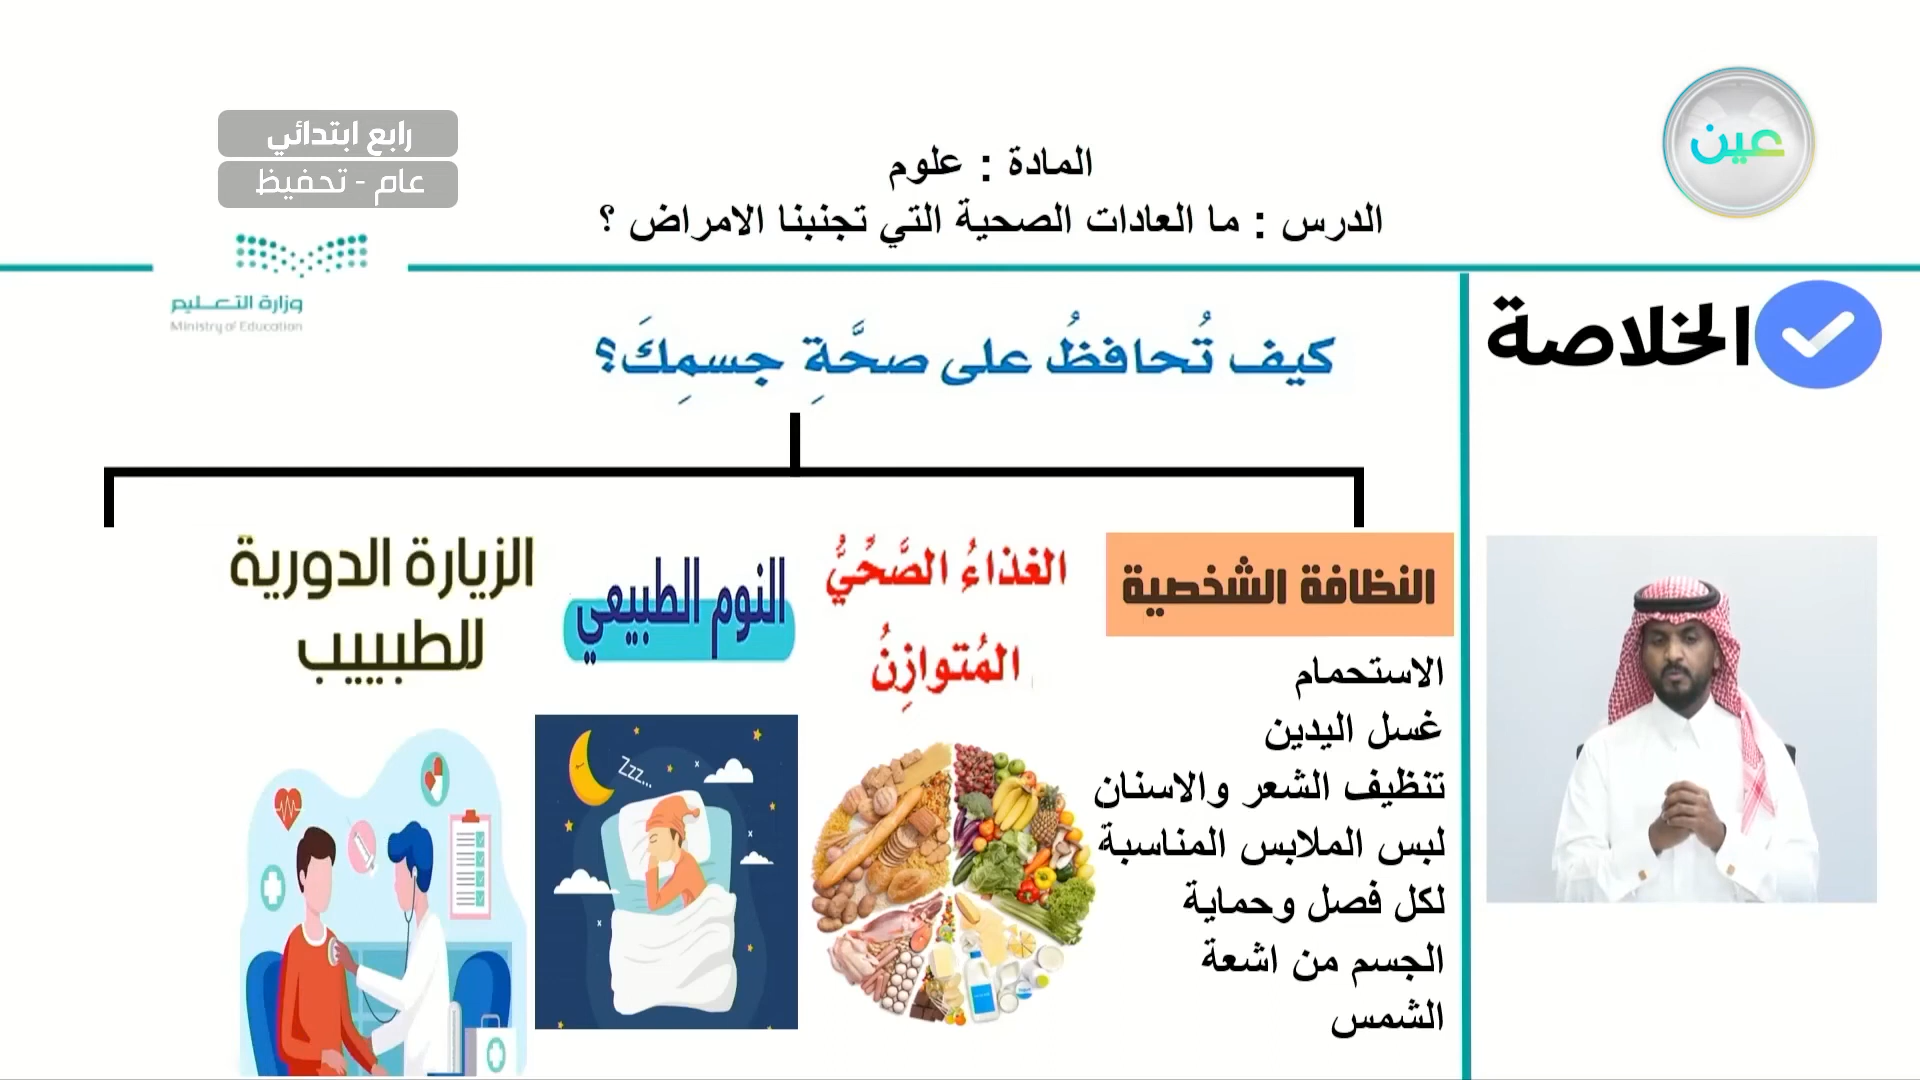 رابع ابتدائي
عام - تحفيظ
عين
المادة : علوم
الدرس : ما العادات الصحية التي تجنبنا الامراض ؟
وزارة التعليم
Ministry of Education
الخلاصة
كيف تُحافظُ على صحَّةِ جسمِكَ؟
النظافة الشخصية
الاستحمام
غسل اليدين
تنظيف الشعر والاسنان
لبس الملابس المناسبة
لكل فصل وحماية
الجسم من اشعة
الشمس
الغذاءُ الصَّحِّيُّ
المُتوازِنُ
النوم الطبيعي
Zzz...
الزيارة الدورية
للطبييب